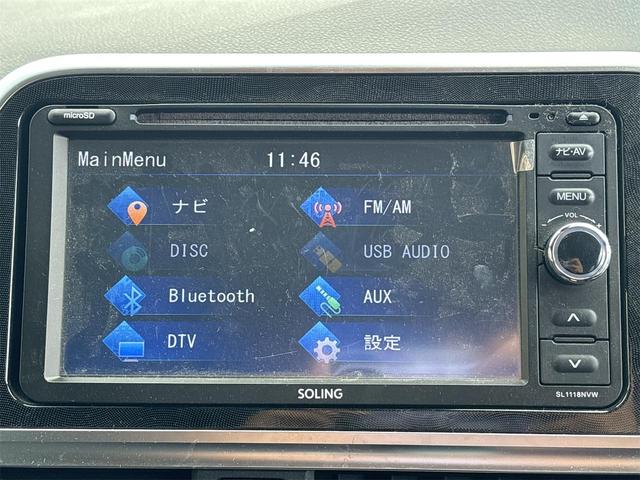 microSD
MainMenu 11:46
ナビ FM/AM
DISC USB AUDIO
Bluetooth AUX
DTV 設定
ナビ・AV
MENU
VOL
SOLING
SL1118NVW